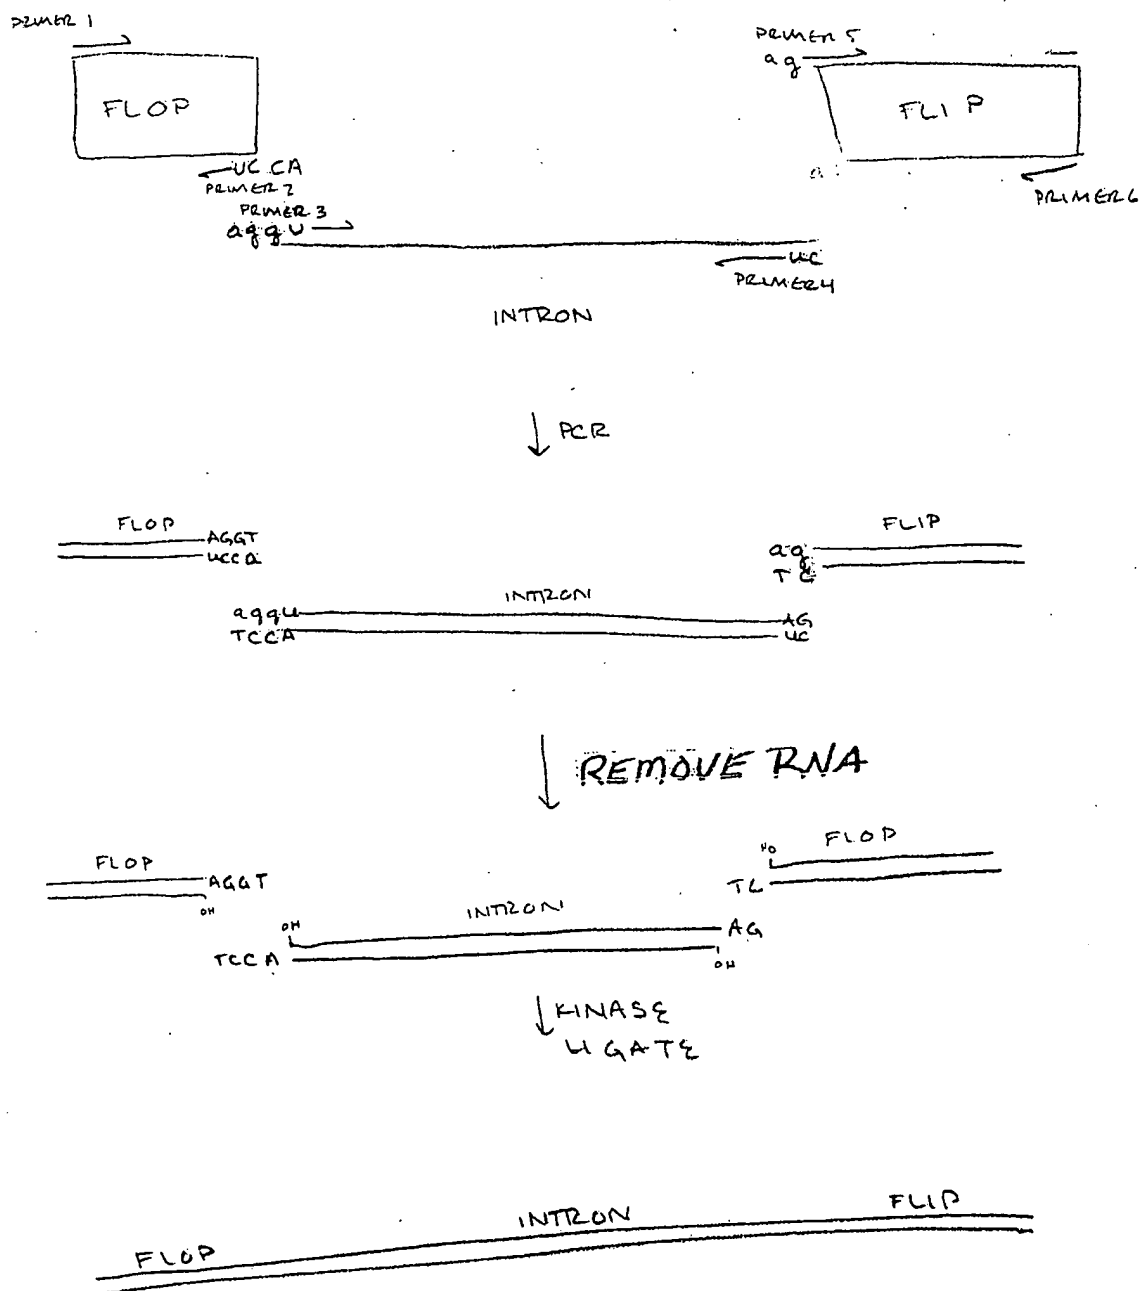 PRIMER 1
PRIMER 5
ag
FLOP
FLIP
UCCA
PRIMER 2
a
PRIMER 6
PRIMER 3
aggu
UC
PRIMER 4
INTRON
PCR
FLOP
AGGT
UCCA
FLIP
ag
TC
INTRON
aggu
TCCA
AG
UC
REMOVE RNA
FLOP
AGGT
OH
HO
FLOP
TC
OH
INTRON
AG
TCCA
OH
KINASE
LIGATE
INTRON
FLIP
FLOP